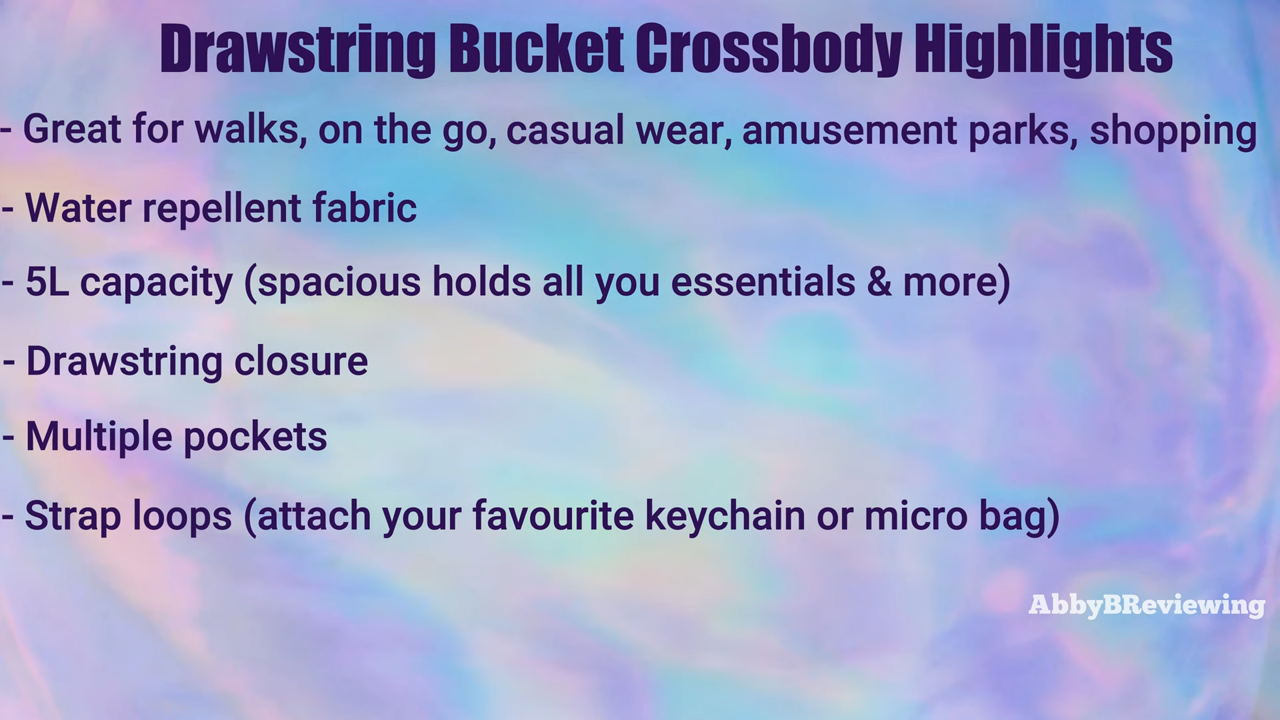 Drawstring Bucket Crossbody Highlights
- Great for walks, on the go, casual wear, amusement parks, shopping
- Water repellent fabric
- 5L capacity (spacious holds all you essentials & more)
- Drawstring closure
- Multiple pockets
- Strap loops (attach your favourite keychain or micro bag)
AbbyBReviewing